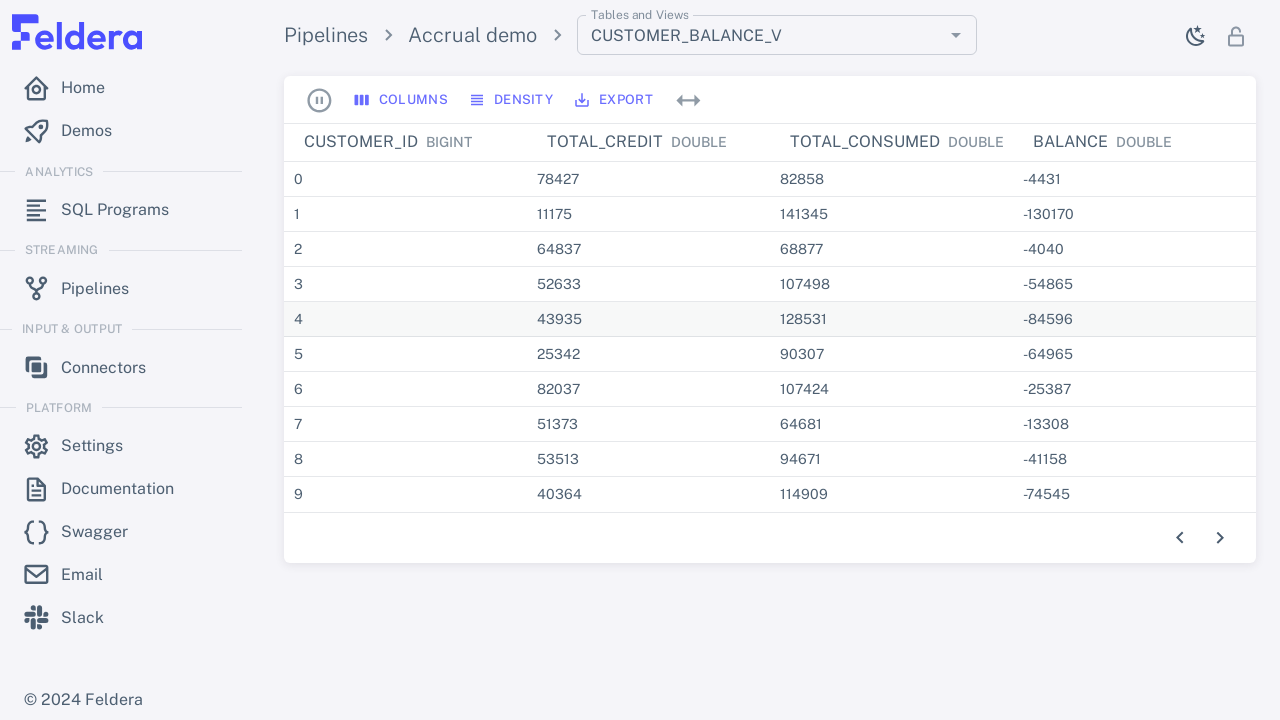 Feldera
Home
Demos
ANALYTICS
SQL Programs
STREAMING
Pipelines
INPUT & OUTPUT
Connectors
PLATFORM
Settings
Documentation
Swagger
Email
Slack
© 2024 Feldera
Pipelines > Accrual demo >
Tables and Views
CUSTOMER_BALANCE_V
COLUMNS DENSITY EXPORT
CUSTOMER_ID BIGINT TOTAL_CREDIT DOUBLE TOTAL_CONSUMED DOUBLE BALANCE DOUBLE
0 78427 82858 -4431
1 11175 141345 -130170
2 64837 68877 -4040
3 52633 107498 -54865
4 43935 128531 -84596
5 25342 90307 -64965
6 82037 107424 -25387
7 51373 64681 -13308
8 53513 94671 -41158
9 40364 114909 -74545